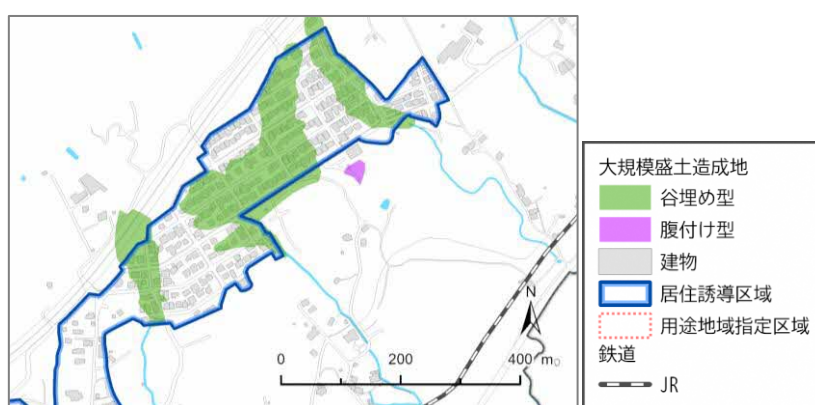 N
0 200 400 m
大規模盛土造成地
谷埋め型
腹付け型
建物
居住誘導区域
用途地域指定区域
鉄道
JR